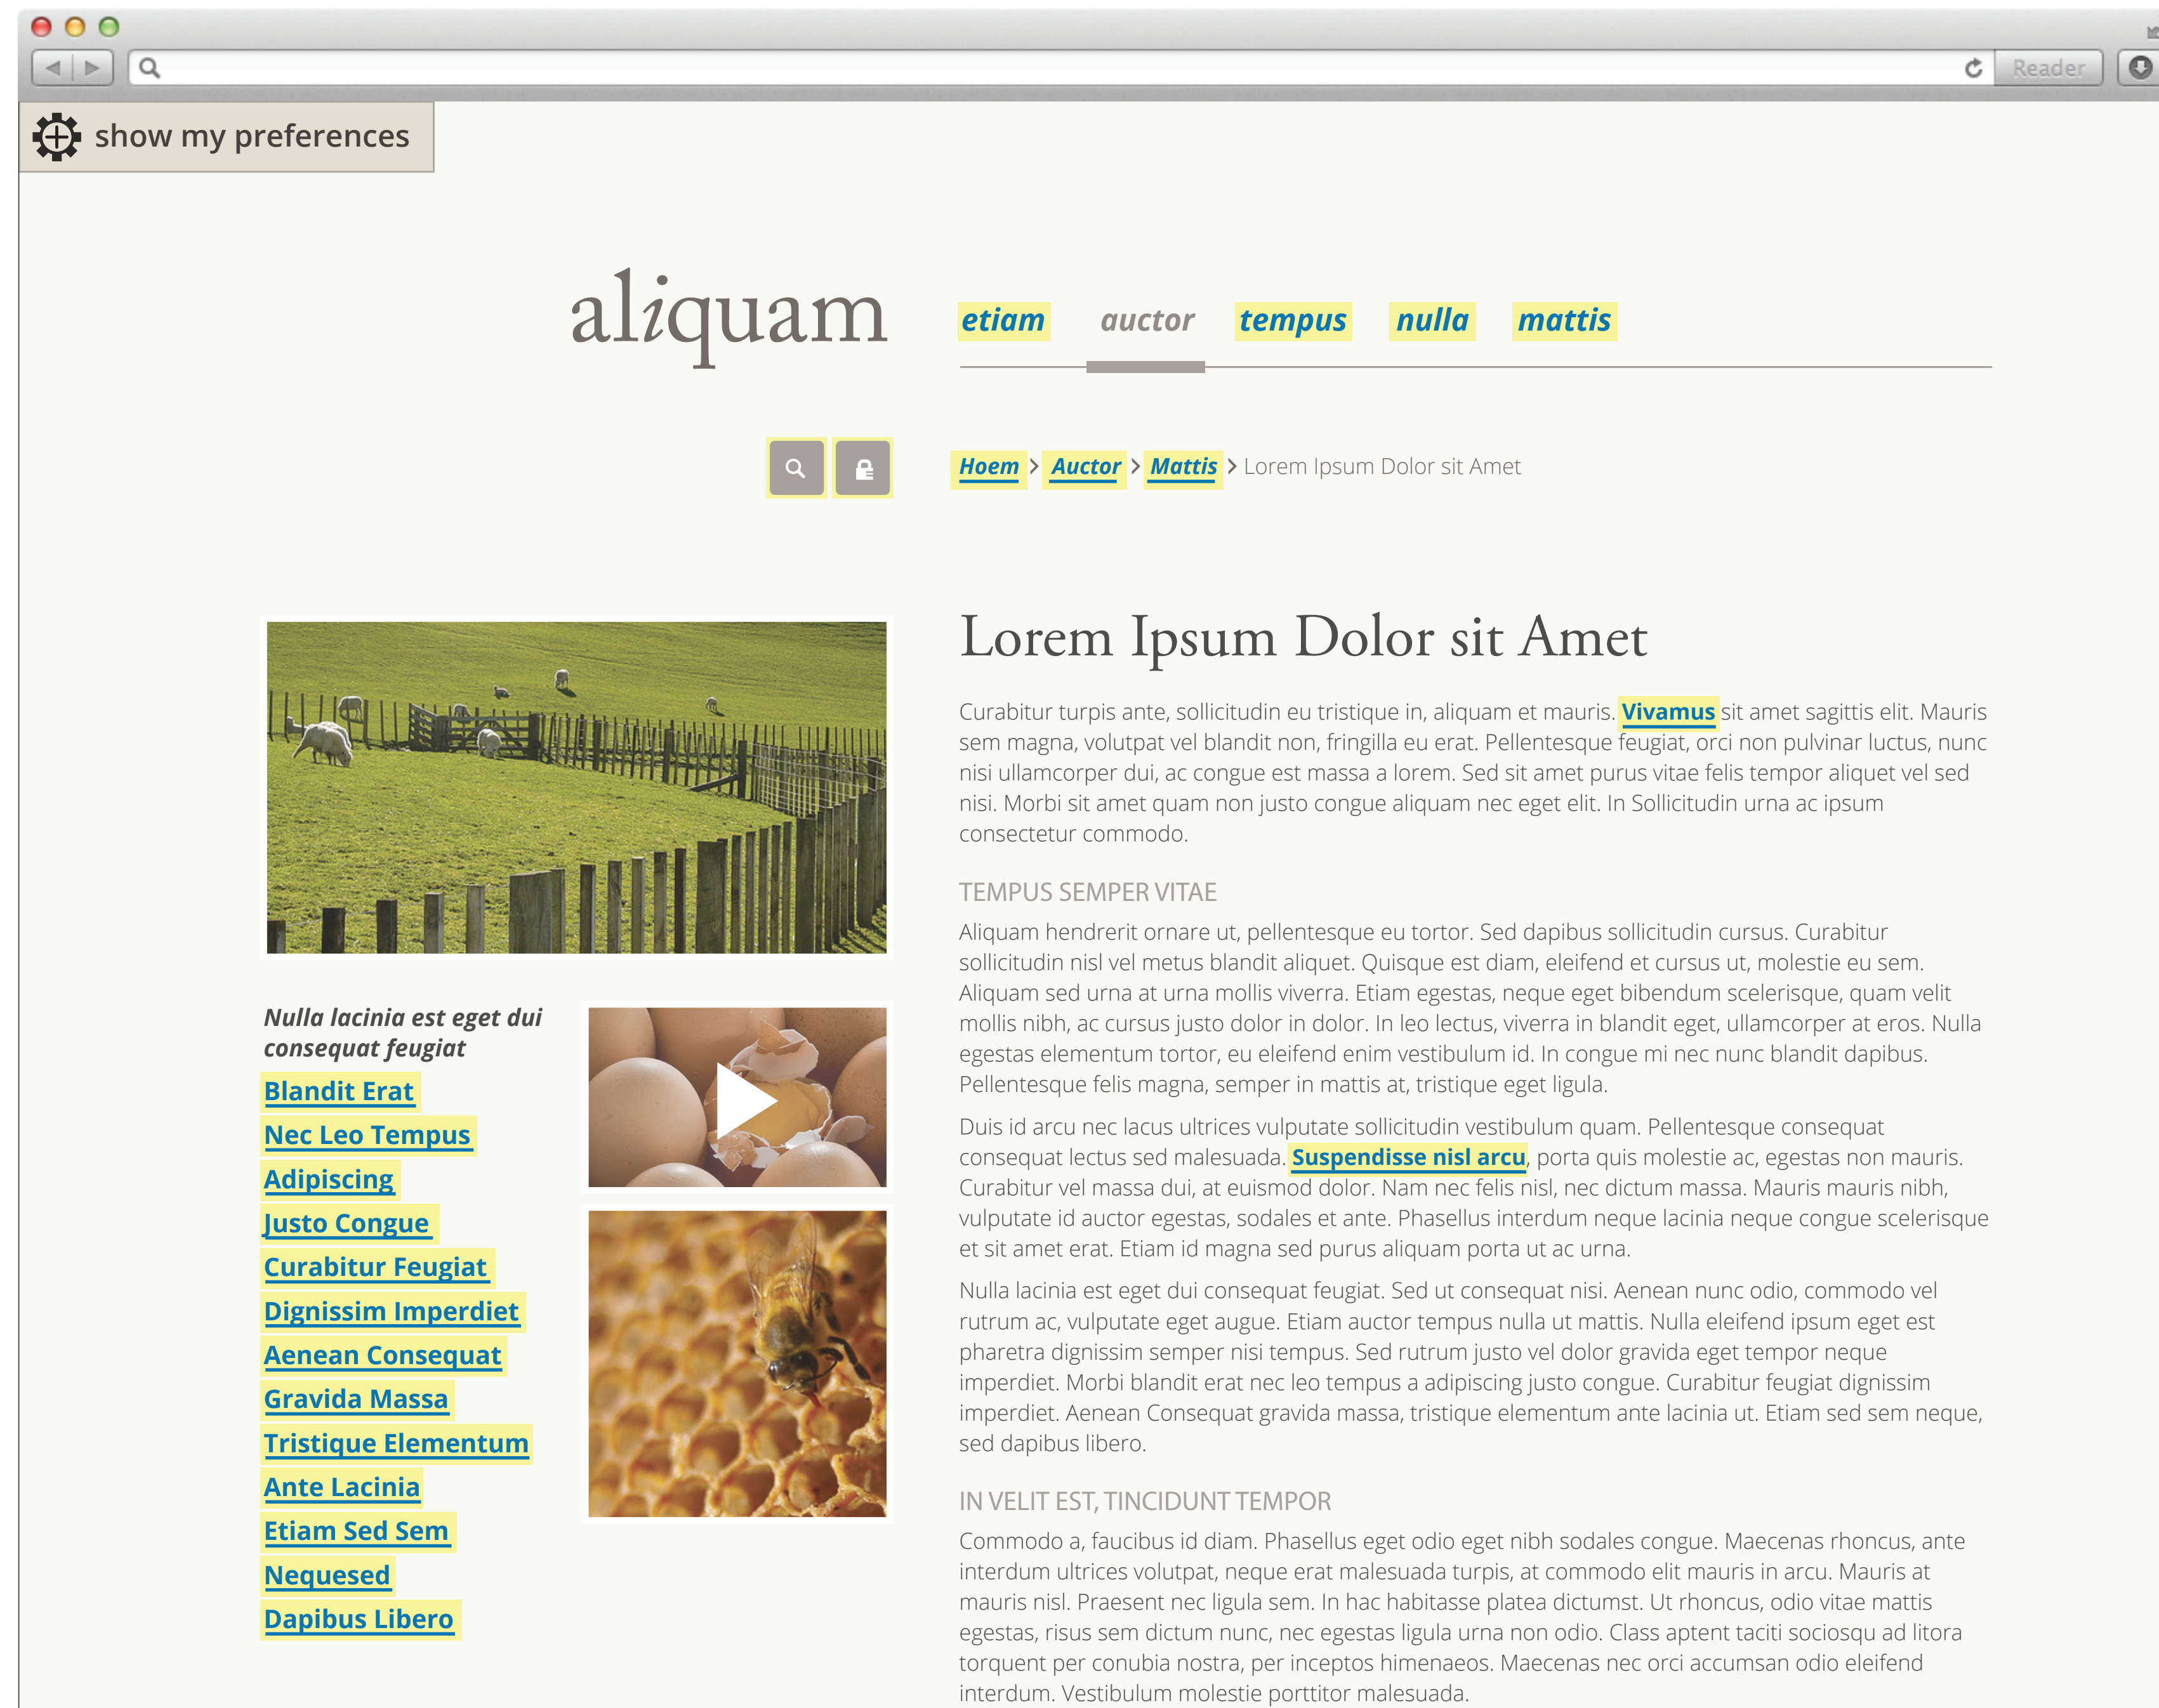 Reader
show my preferences
aliquam
etiam auctor tempus nulla mattis
Hoem > Auctor > Mattis > Lorem Ipsum Dolor sit Amet
Nulla lacinia est eget dui
consequat feugiat
Blandit Erat
Nec Leo Tempus
Adipiscing
Justo Congue
Curabitur Feugiat
Dignissim Imperdiet
Aenean Consequat
Gravida Massa
Tristique Elementum
Ante Lacinia
Etiam Sed Sem
Nequesed
Dapibus Libero
Lorem Ipsum Dolor sit Amet
Curabitur turpis ante, sollicitudin eu tristique in, aliquam et mauris. Vivamus sit amet sagittis elit. Mauris
sem magna, volutpat vel blandit non, fringilla eu erat. Pellentesque feugiat, orci non pulvinar luctus, nunc
nisi ullamcorper dui, ac congue est massa a lorem. Sed sit amet purus vitae felis tempor aliquet vel sed
nisi. Morbi sit amet quam non justo congue aliquam nec eget elit. In Sollicitudin urna ac ipsum
consectetur commodo.
TEMPUS SEMPER VITAE
Aliquam hendrerit ornare ut, pellentesque eu tortor. Sed dapibus sollicitudin cursus. Curabitur
sollicitudin nisl vel metus blandit aliquet. Quisque est diam, eleifend et cursus ut, molestie eu sem.
Aliquam sed urna at urna mollis viverra. Etiam egestas, neque eget bibendum scelerisque, quam velit
mollis nibh, ac cursus justo dolor in dolor. In leo lectus, viverra in blandit eget, ullamcorper at eros. Nulla
egestas elementum tortor, eu eleifend enim vestibulum id. In congue mi nec nunc blandit dapibus.
Pellentesque felis magna, semper in mattis at, tristique eget ligula.
Duis id arcu nec lacus ultrices vulputate sollicitudin vestibulum quam. Pellentesque consequat
consequat lectus sed malesuada. Suspendisse nisl arcu, porta quis molestie ac, egestas non mauris.
Curabitur vel massa dui, at euismod dolor. Nam nec felis nisl, nec dictum massa. Mauris mauris nibh,
vulputate id auctor egestas, sodales et ante. Phasellus interdum neque lacinia neque congue scelerisque
et sit amet erat. Etiam id magna sed purus aliquam porta ut ac urna.
Nulla lacinia est eget dui consequat feugiat. Sed ut consequat nisi. Aenean nunc odio, commodo vel
rutrum ac, vulputate eget augue. Etiam auctor tempus nulla ut mattis. Nulla eleifend ipsum eget est
pharetra dignissim semper nisi tempus. Sed rutrum justo vel dolor gravida eget tempor neque
imperdiet. Morbi blandit erat nec leo tempus a adipiscing justo congue. Curabitur feugiat dignissim
imperdiet. Aenean Consequat gravida massa, tristique elementum ante lacinia ut. Etiam sed sem neque,
sed dapibus libero.
IN VELIT EST, TINCIDUNT TEMPOR
Commodo a, faucibus id diam. Phasellus eget odio eget nibh sodales congue. Maecenas rhoncus, ante
interdum ultrices volutpat, neque erat malesuada turpis, at commodo elit mauris in arcu. Mauris at
mauris nisl. Praesent nec ligula sem. In hac habitasse platea dictumst. Ut rhoncus, odio vitae mattis
egestas, risus sem dictum nunc, nec egestas ligula urna non odio. Class aptent taciti sociosqu ad litora
torquent per conubia nostra, per inceptos himenaeos. Maecenas nec orci accumsan odio eleifend
interdum. Vestibulum molestie porttitor malesuada.